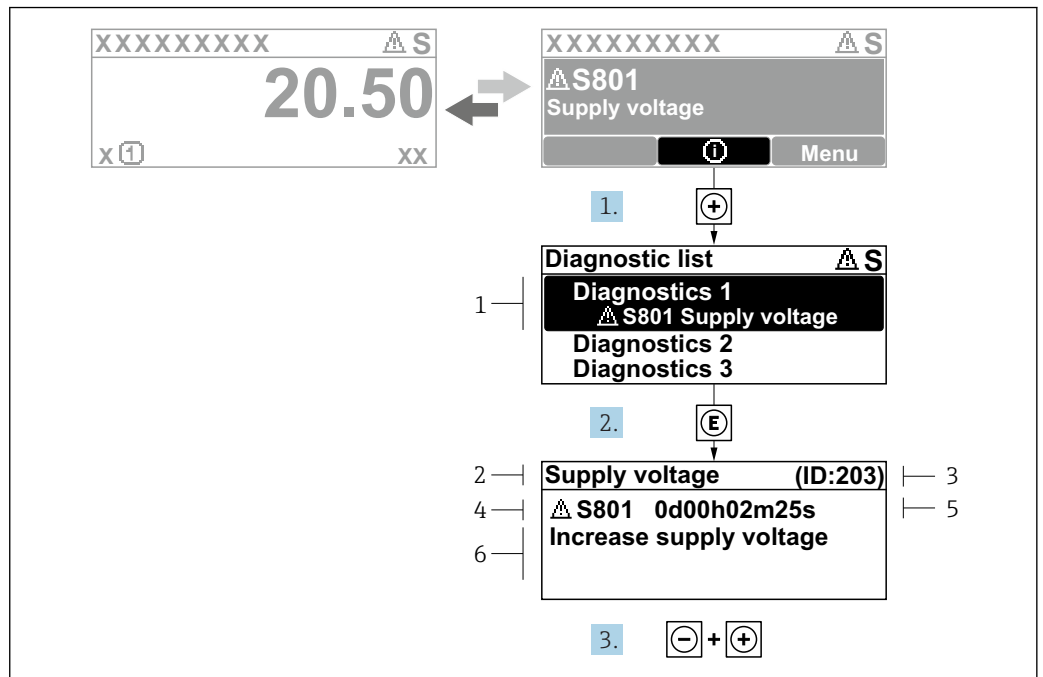 XXXXXXXXX ⚠ S
20.50
X ① XX
XXXXXXXXX ⚠ S
⚠ S801
Supply voltage
ⓘ Menu
1. +
Diagnostic list ⚠ S
1
Diagnostics 1
⚠ S801 Supply voltage
Diagnostics 2
Diagnostics 3
2. E
2 Supply voltage (ID:203) 3
4 ⚠ S801 0d00h02m25s 5
6 Increase supply voltage
3. − + +